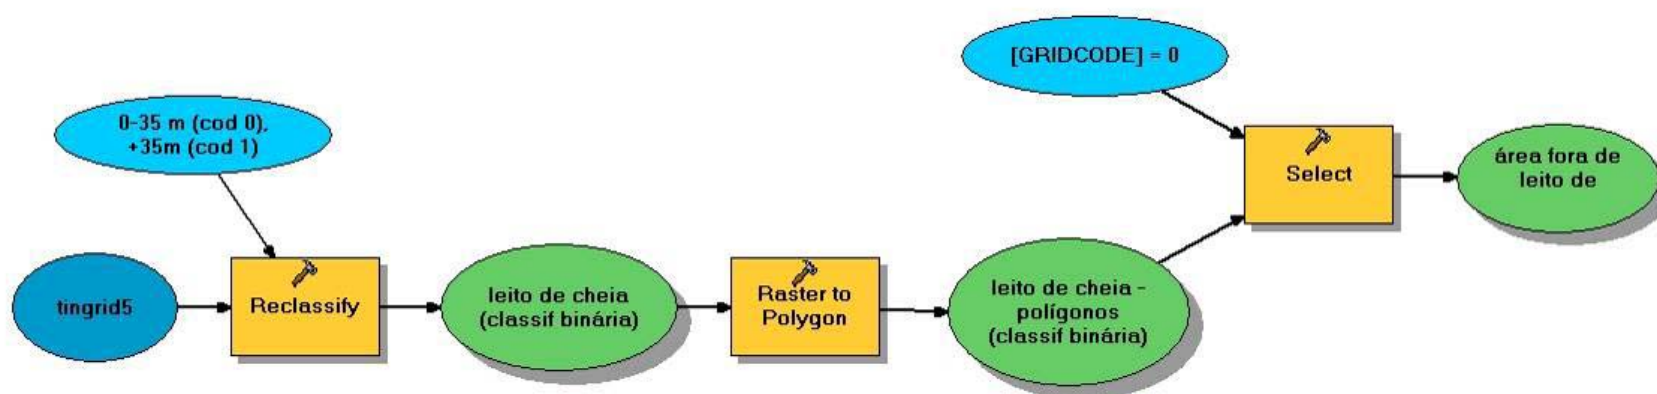 [GRIDCODE] = 0
0-35 m (cod 0),
+35m (cod 1)
Select
área fora de
leito de
tingrid5
Reclassify
leito de cheia
(classif binária)
Raster to
Polygon
leito de cheia -
polígonos
(classif binária)